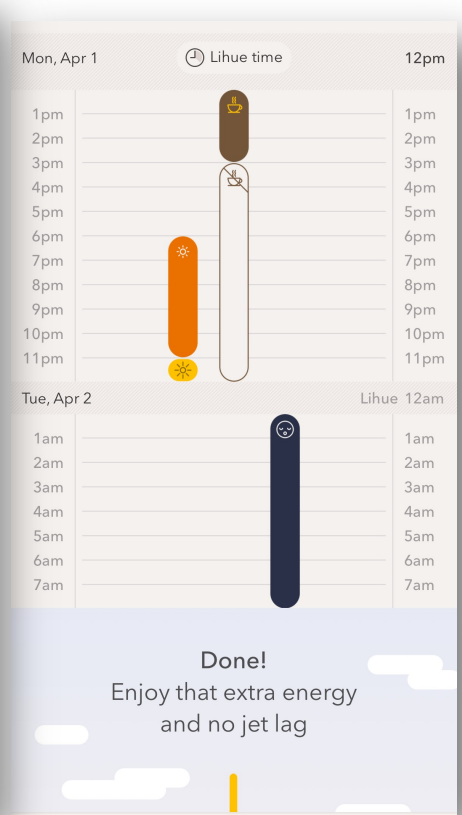 Mon, Apr 1 Lihue time 12pm
1pm 1pm
2pm 2pm
3pm 3pm
4pm 4pm
5pm 5pm
6pm 6pm
7pm 7pm
8pm 8pm
9pm 9pm
10pm 10pm
11pm 11pm
Tue, Apr 2 Lihue 12am
1am 1am
2am 2am
3am 3am
4am 4am
5am 5am
6am 6am
7am 7am
Done!
Enjoy that extra energy
and no jet lag